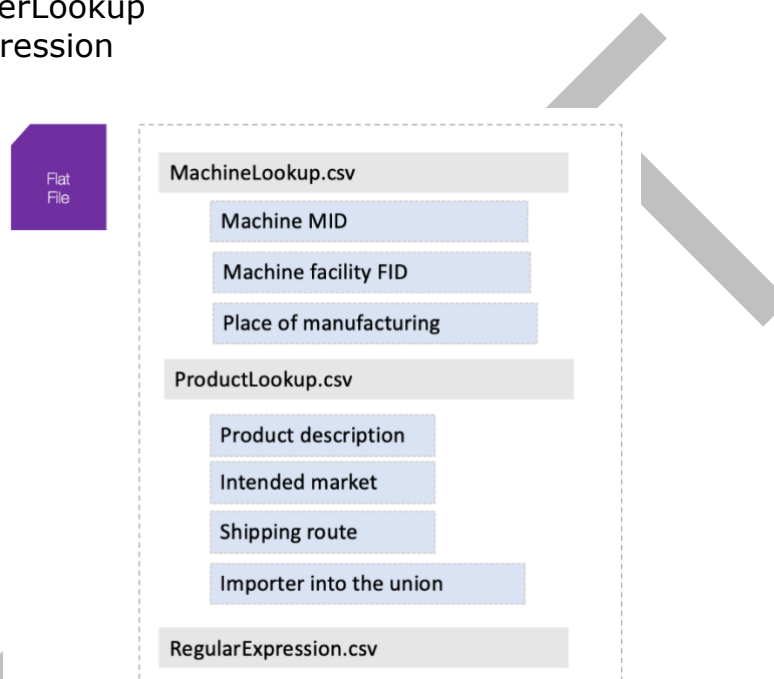 erLookup
ression
Flat
File
MachineLookup.csv
Machine MID
Machine facility FID
Place of manufacturing
ProductLookup.csv
Product description
Intended market
Shipping route
Importer into the union
RegularExpression.csv